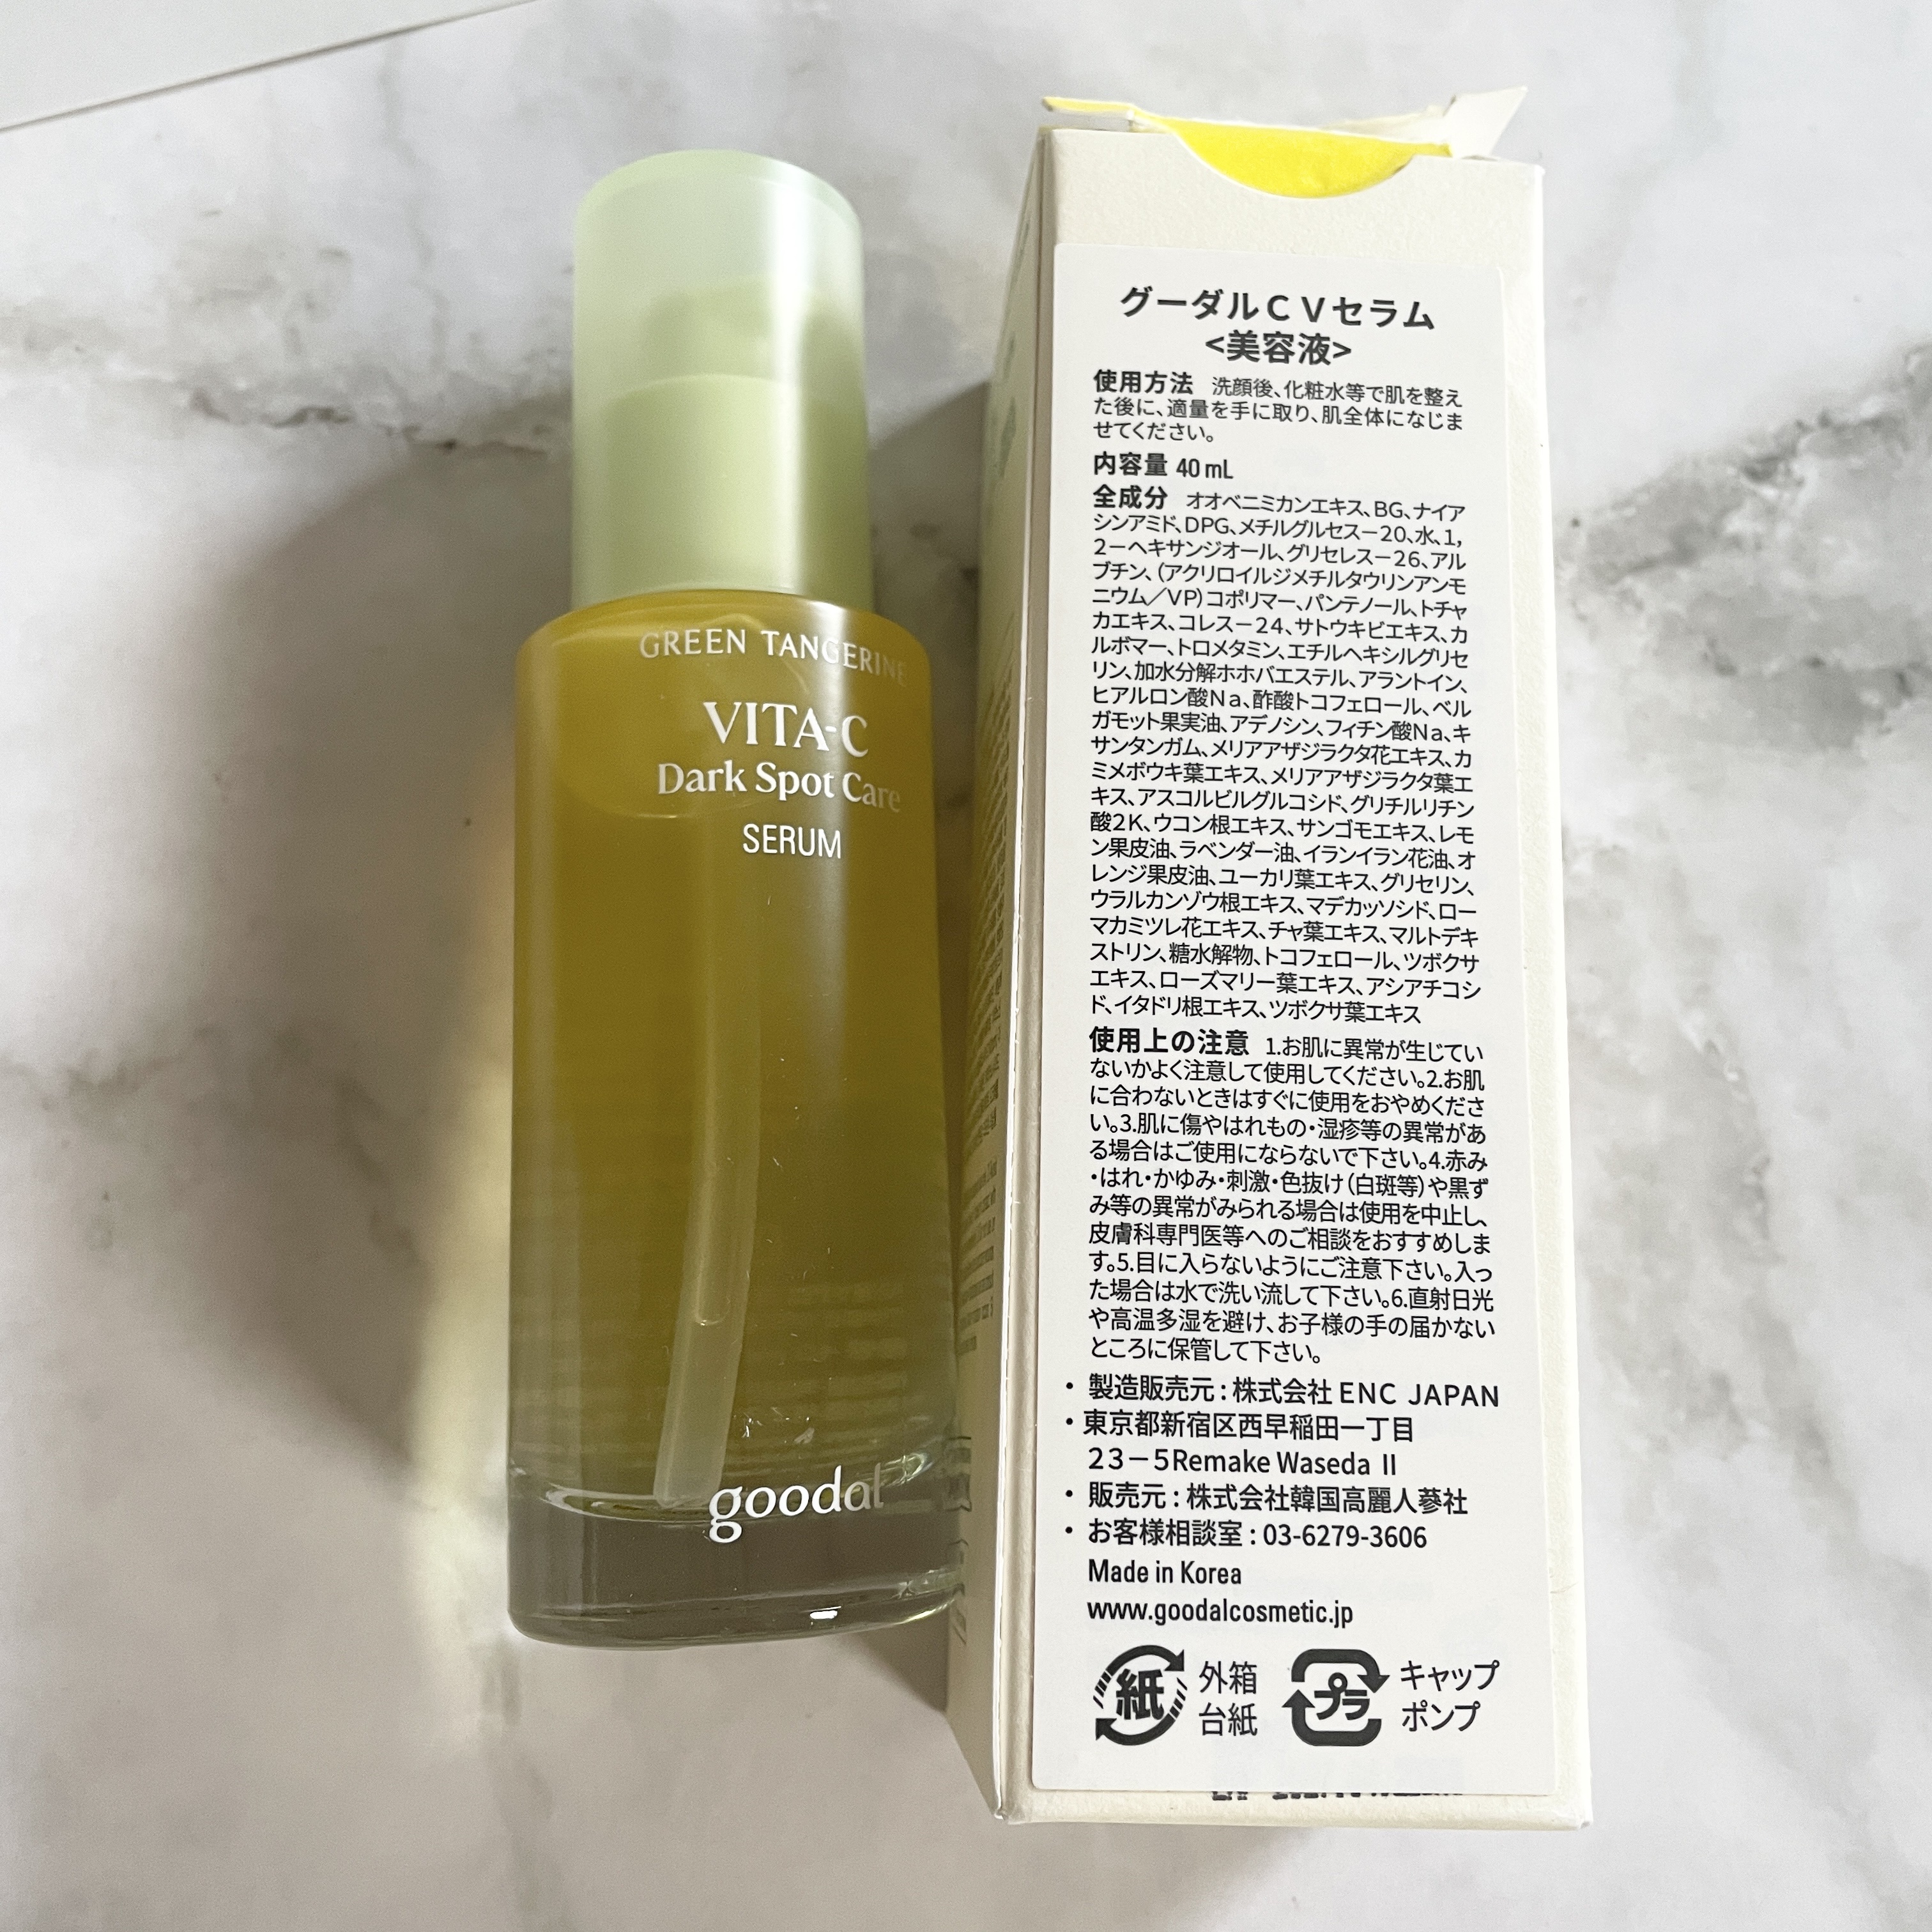 GREEN TANGERINE
VITA-C
Dark Spot Care
SERUM
goodal
グーダルＣＶセラム
<美容液>
使用方法 洗顔後、化粧水等で肌を整え
た後に、適量を手に取り、肌全体になじま
せてください。
内容量 40mL
全成分 オオベニミカンエキス、BG、ナイア
シンアミド、DPG、メチルグルセスー20、水、1,
2ーヘキサンジオール、グリセレスー26、アル
ブチン、(アクリロイルジメチルタウリンアンモ
ニウム／VP)コポリマー、パンテノール、トチャ
カエキス、コレスー24、サトウキビエキス、カ
ルボマー、トロメタミン、エチルヘキシルグリセ
リン、加水分解ホホバエステル、アラントイン、
ヒアルロン酸Na、酢酸トコフェロール、ベル
ガモット果実油、アデノシン、フィチン酸Na、キ
サンタンガム、メリアアザジラクタ花エキス、カ
ミメボウキ葉エキス、メリアアザジラクタ葉エ
キス、アスコルビルグルコシド、グリチルリチン
酸2K、ウコン根エキス、サンゴモエキス、レモ
ン果皮油、ラベンダー油、イランイラン花油、オ
レンジ果皮油、ユーカリ葉エキス、グリセリン、
ウラルカンゾウ根エキス、マデカッソシド、ロー
マカミツレ花エキス、チャ葉エキス、マルトデキ
ストリン、糖水解物、トコフェロール、ツボクサ
エキス、ローズマリー葉エキス、アシアチコシ
ド、イタドリ根エキス、ツボクサ葉エキス
使用上の注意 1.お肌に異常が生じてい
ないかよく注意して使用してください。2.お肌
に合わないときはすぐに使用をおやめくださ
い。3.肌に傷やはれもの・湿疹等の異常があ
る場合はご使用にならないで下さい。4.赤み
・はれ・かゆみ・刺激・色抜け(白斑等)や黒ず
み等の異常がみられる場合は使用を中止し、
皮膚科専門医等へのご相談をおすすめしま
す。5.目に入らないようにご注意下さい。入っ
た場合は水で洗い流して下さい。6.直射日光
や高温多湿を避け、お子様の手の届かない
ところに保管して下さい。
・ 製造販売元:株式会社 ENC JAPAN
・東京都新宿区西早稲田一丁目
23－5Remake Waseda II
・ 販売元:株式会社韓国高麗人蔘社
・ お客様相談室:03-6279-3606
Made in Korea
www.goodalcosmetic.jp
紙 外箱 プラ キャップ
台紙 ポンプ